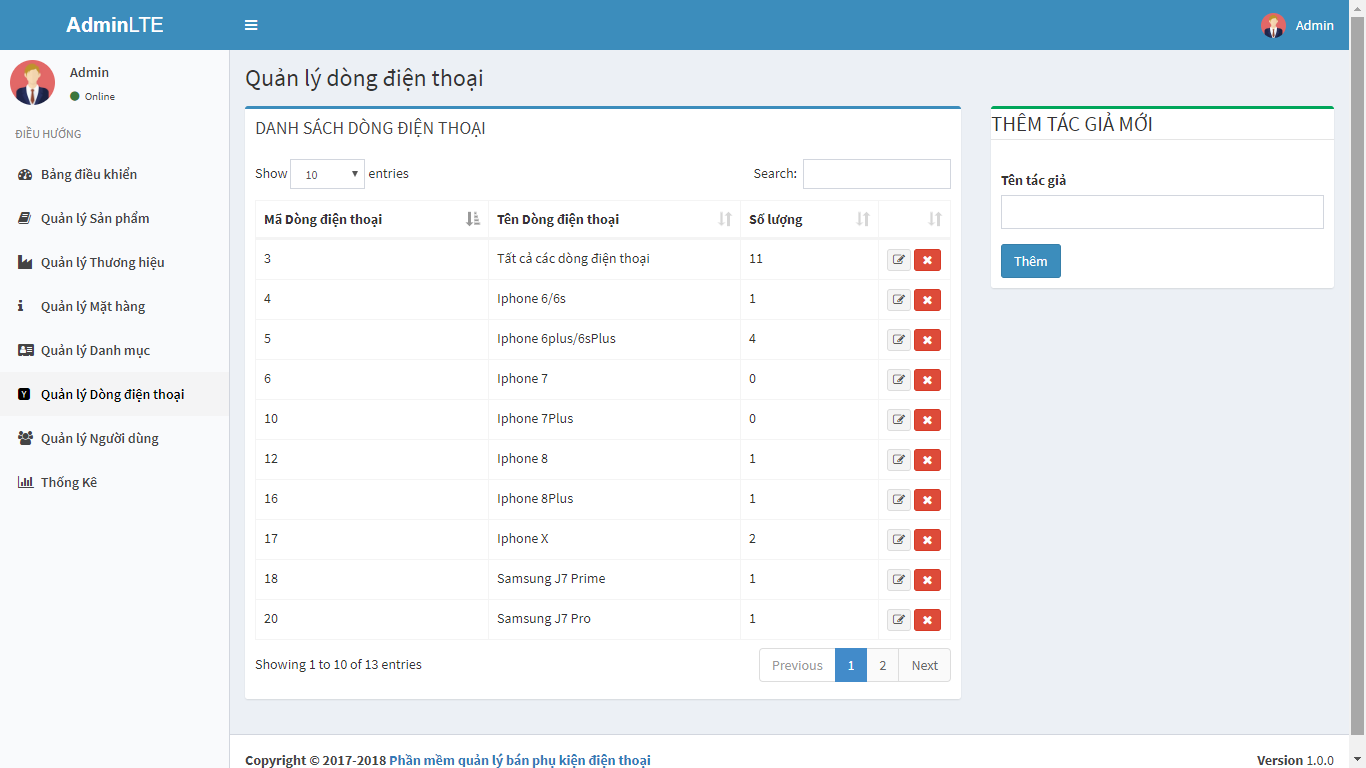 AdminLTE
Admin
Admin
Online
ĐIỀU HƯỚNG
Bảng điều khiển
Quản lý Sản phẩm
Quản lý Thương hiệu
Quản lý Mặt hàng
Quản lý Danh mục
Quản lý Dòng điện thoại
Quản lý Người dùng
Thống Kê
Quản lý dòng điện thoại
DANH SÁCH DÒNG ĐIỆN THOẠI
Show 10 entries Search:
Mã Dòng điện thoại Tên Dòng điện thoại Số lượng
3 Tất cả các dòng điện thoại 11
4 Iphone 6/6s 1
5 Iphone 6plus/6sPlus 4
6 Iphone 7 0
10 Iphone 7Plus 0
12 Iphone 8 1
16 Iphone 8Plus 1
17 Iphone X 2
18 Samsung J7 Prime 1
20 Samsung J7 Pro 1
Showing 1 to 10 of 13 entries Previous 1 2 Next
THÊM TÁC GIẢ MỚI
Tên tác giả
Thêm
Copyright © 2017-2018 Phần mềm quản lý bán phụ kiện điện thoại Version 1.0.0